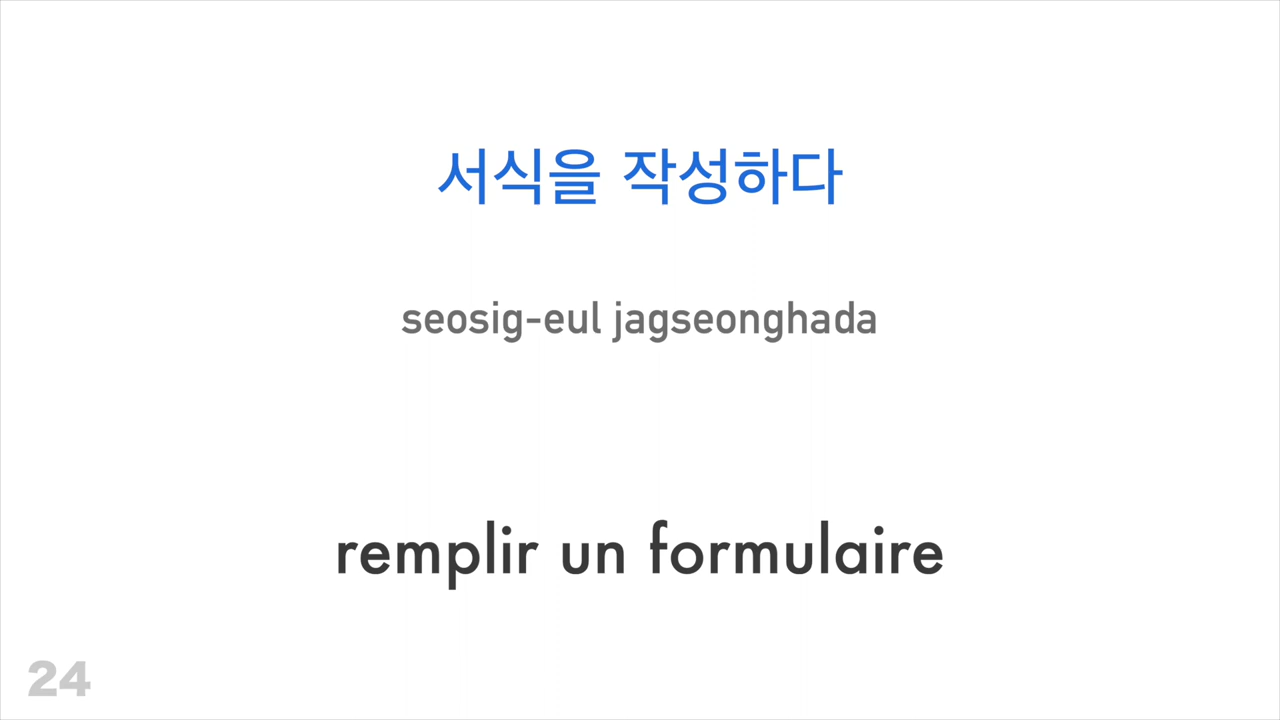 서식을 작성하다
seosig-eul jagseonghada
remplir un formulaire
24